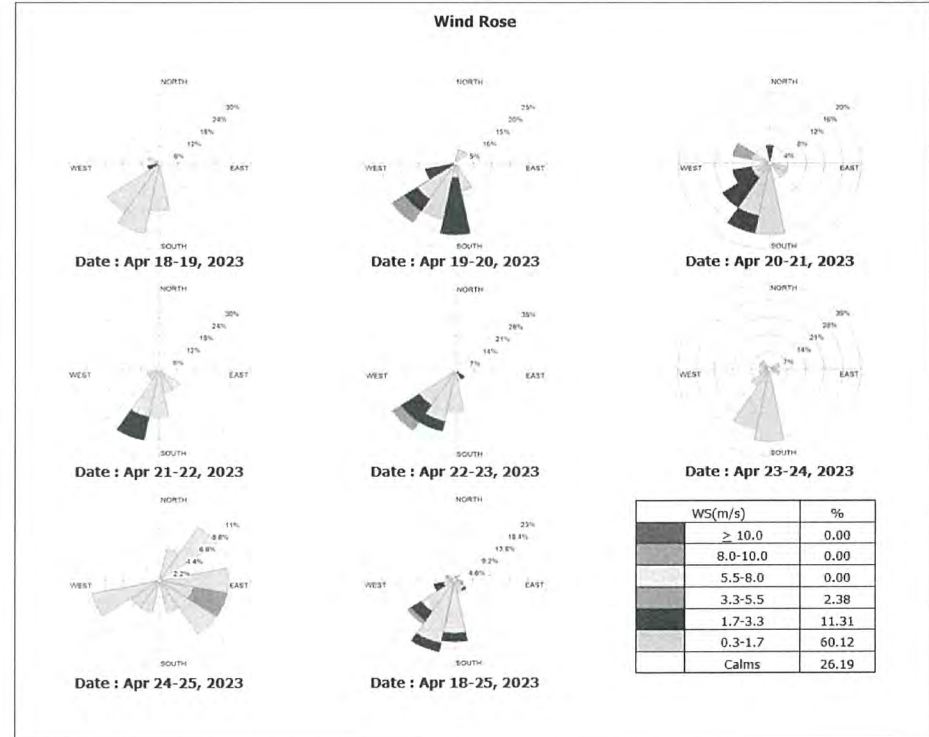 Wind Rose
NORTH
30%
24%
18%
12%
6%
WEST
EAST
SOUTH
Date : Apr 18-19, 2023
NORTH
25%
20%
15%
10%
5%
WEST
EAST
SOUTH
Date : Apr 19-20, 2023
NORTH
20%
16%
12%
8%
4%
WEST
EAST
SOUTH
Date : Apr 20-21, 2023
NORTH
30%
24%
18%
12%
6%
WEST
EAST
SOUTH
Date : Apr 21-22, 2023
NORTH
35%
28%
21%
14%
7%
WEST
EAST
SOUTH
Date : Apr 22-23, 2023
NORTH
35%
28%
21%
14%
7%
WEST
EAST
SOUTH
Date : Apr 23-24, 2023
NORTH
11%
8.8%
6.6%
4.4%
2.2%
WEST
EAST
SOUTH
Date : Apr 24-25, 2023
NORTH
23%
18.4%
13.8%
9.2%
4.6%
WEST
EAST
SOUTH
Date : Apr 18-25, 2023
WS(m/s) %
≥ 10.0 0.00
8.0-10.0 0.00
5.5-8.0 0.00
3.3-5.5 2.38
1.7-3.3 11.31
0.3-1.7 60.12
Calms 26.19